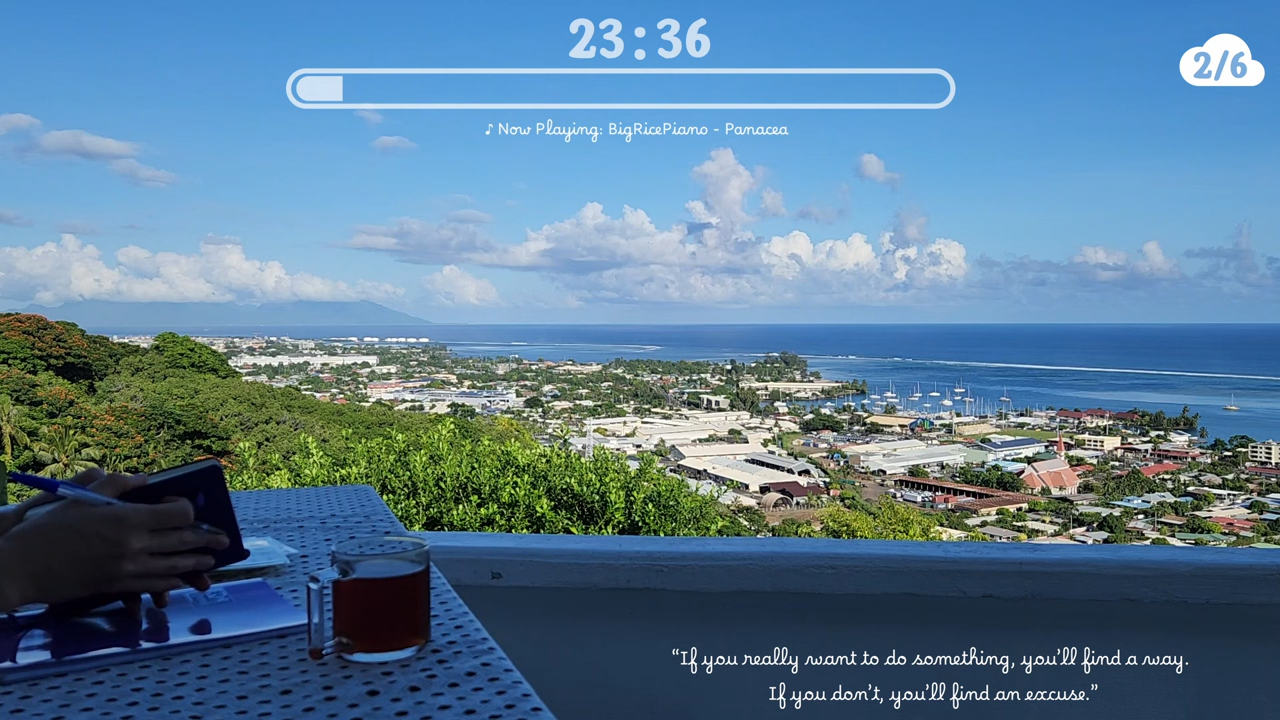 23:36
2/6
♪ Now Playing: BigRicePiano - Panacea
“If you really want to do something, you’ll find a way.
If you don’t, you’ll find an excuse.”